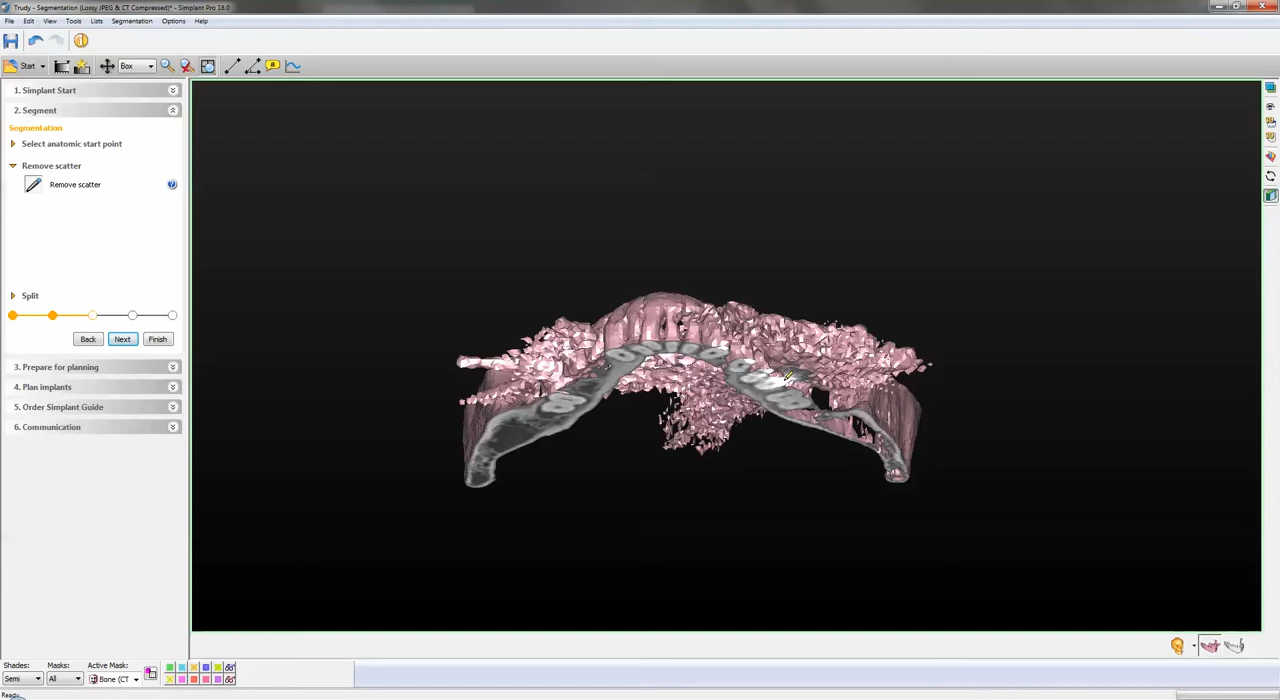 Trudy - Segmentation (Lossy JPEG & CT Compressed)* - Simplant Pro 18.0
File Edit View Tools Lists Segmentation Options Help
Start Box
1. Simplant Start
2. Segment
Segmentation
Select anatomic start point
Remove scatter
Remove scatter
Split
Back Next Finish
3. Prepare for planning
4. Plan implants
5. Order Simplant Guide
6. Communication
Shades: Masks: Active Mask:
Semi All Bone (CT
Ready